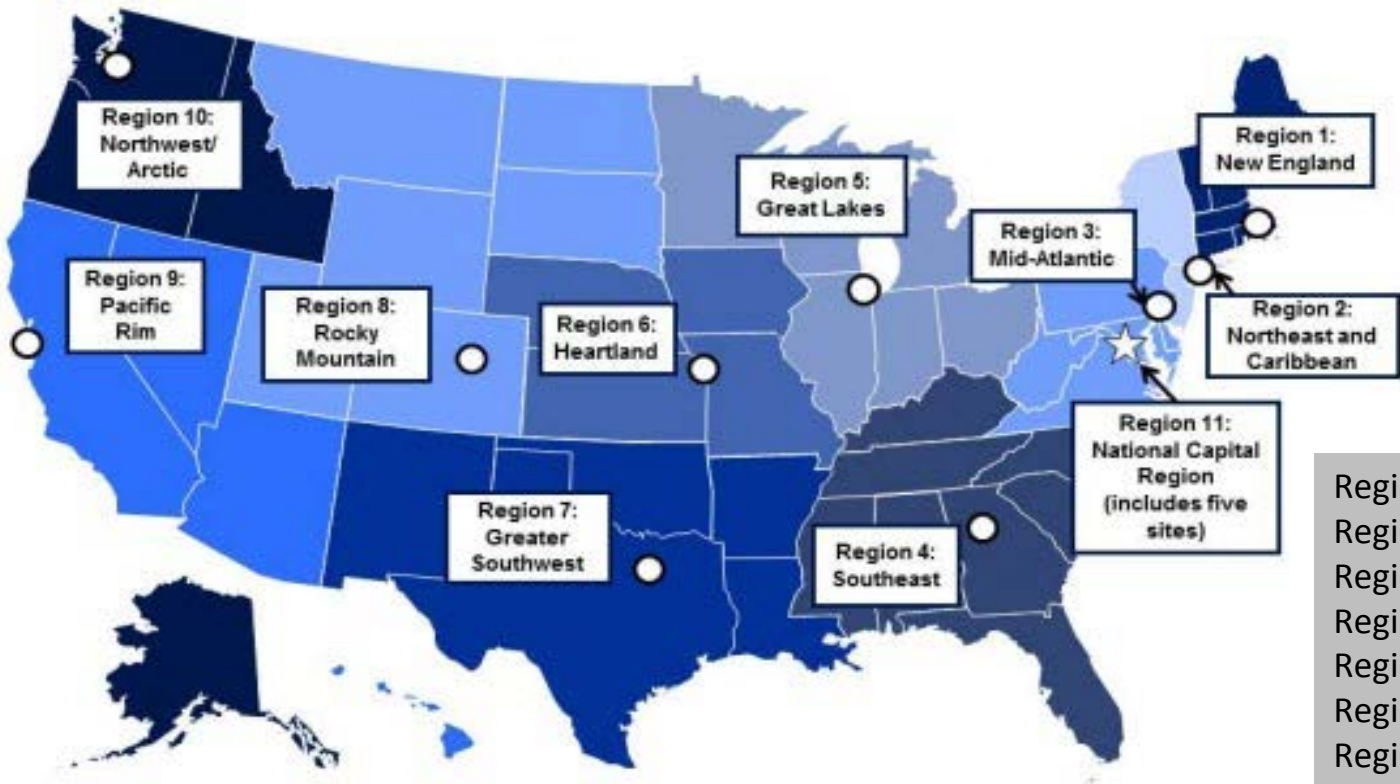 Region 10:
Northwest/
Arctic
Region 1:
New England
Region 5:
Great Lakes
Region 3:
Mid-Atlantic
Region 9:
Pacific
Rim
Region 8:
Rocky
Mountain
Region 6:
Heartland
Region 2:
Northeast and
Caribbean
Region 11:
National Capital
Region
(includes five
sites)
Region 7:
Greater
Southwest
Region 4:
Southeast
Regi
Regi
Regi
Regi
Regi
Regi
Regi